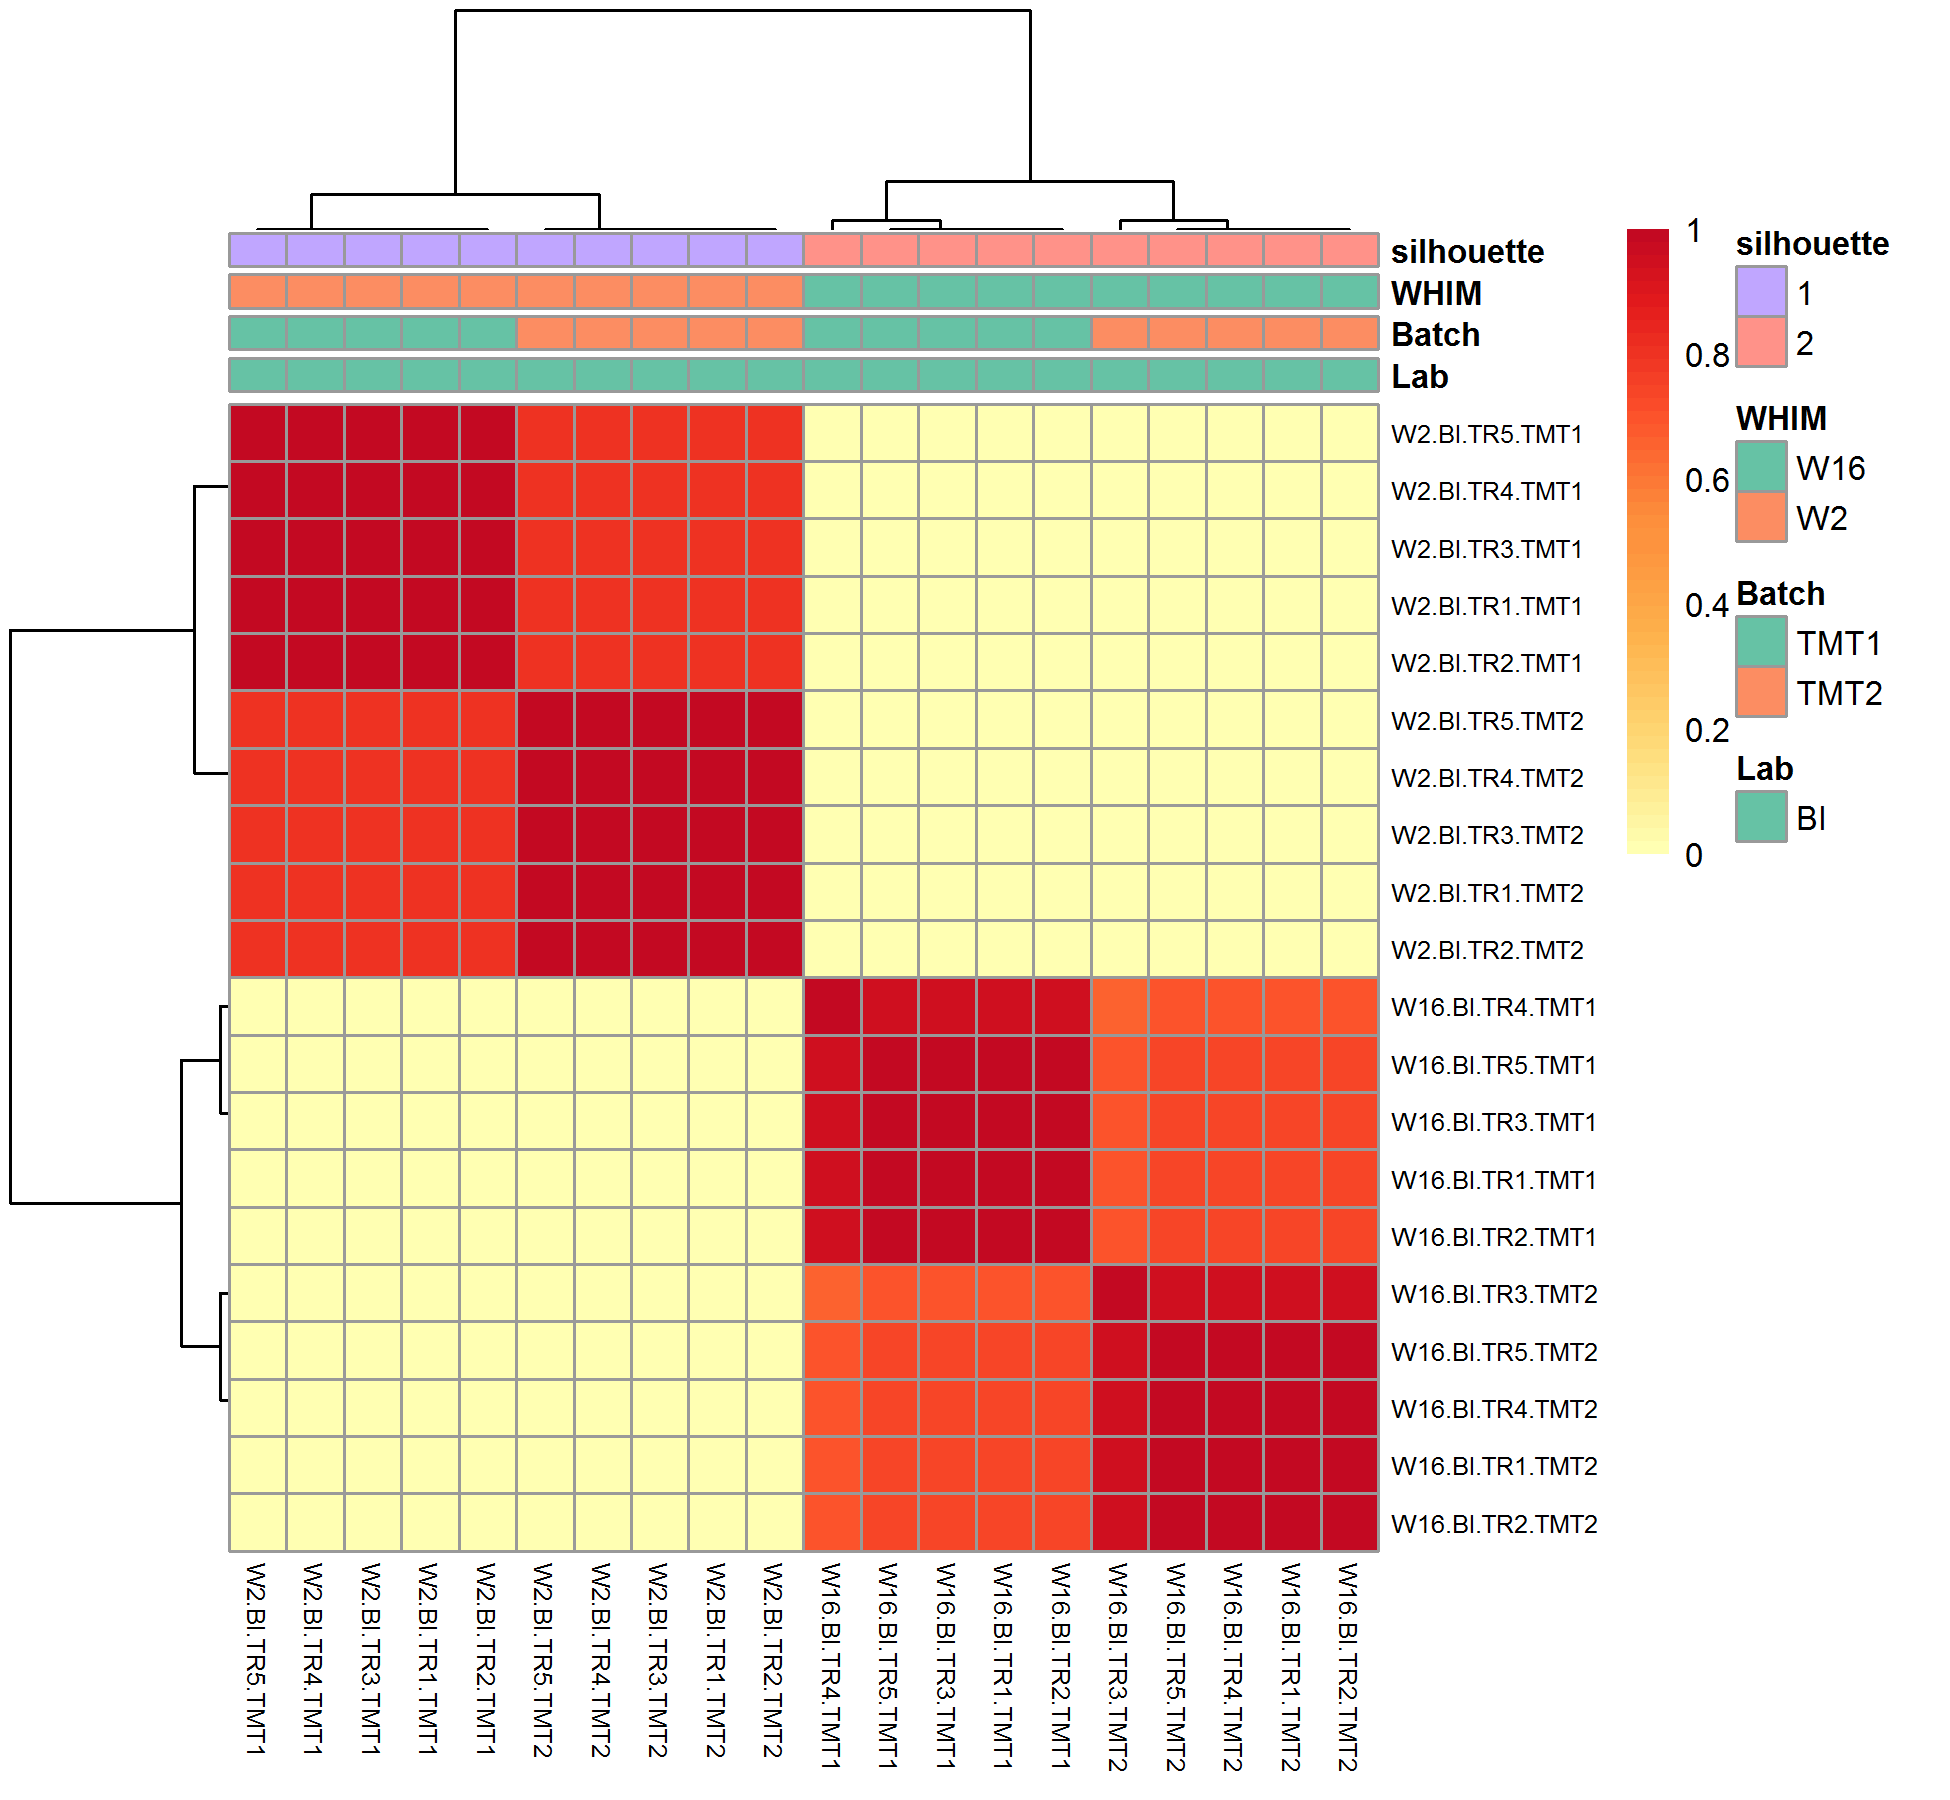 silhouette
WHIM
Batch
Lab
W2.BI.TR5.TMT1
W2.BI.TR4.TMT1
W2.BI.TR3.TMT1
W2.BI.TR1.TMT1
W2.BI.TR2.TMT1
W2.BI.TR5.TMT2
W2.BI.TR4.TMT2
W2.BI.TR3.TMT2
W2.BI.TR1.TMT2
W2.BI.TR2.TMT2
W16.BI.TR4.TMT1
W16.BI.TR5.TMT1
W16.BI.TR3.TMT1
W16.BI.TR1.TMT1
W16.BI.TR2.TMT1
W16.BI.TR3.TMT2
W16.BI.TR5.TMT2
W16.BI.TR4.TMT2
W16.BI.TR1.TMT2
W16.BI.TR2.TMT2
W2.BI.TR5.TMT1
W2.BI.TR4.TMT1
W2.BI.TR3.TMT1
W2.BI.TR1.TMT1
W2.BI.TR2.TMT1
W2.BI.TR5.TMT2
W2.BI.TR4.TMT2
W2.BI.TR3.TMT2
W2.BI.TR1.TMT2
W2.BI.TR2.TMT2
W16.BI.TR4.TMT1
W16.BI.TR5.TMT1
W16.BI.TR3.TMT1
W16.BI.TR1.TMT1
W16.BI.TR2.TMT1
W16.BI.TR3.TMT2
W16.BI.TR5.TMT2
W16.BI.TR4.TMT2
W16.BI.TR1.TMT2
W16.BI.TR2.TMT2
1
0.8
0.6
0.4
0.2
0
silhouette
1
2
WHIM
W16
W2
Batch
TMT1
TMT2
Lab
BI